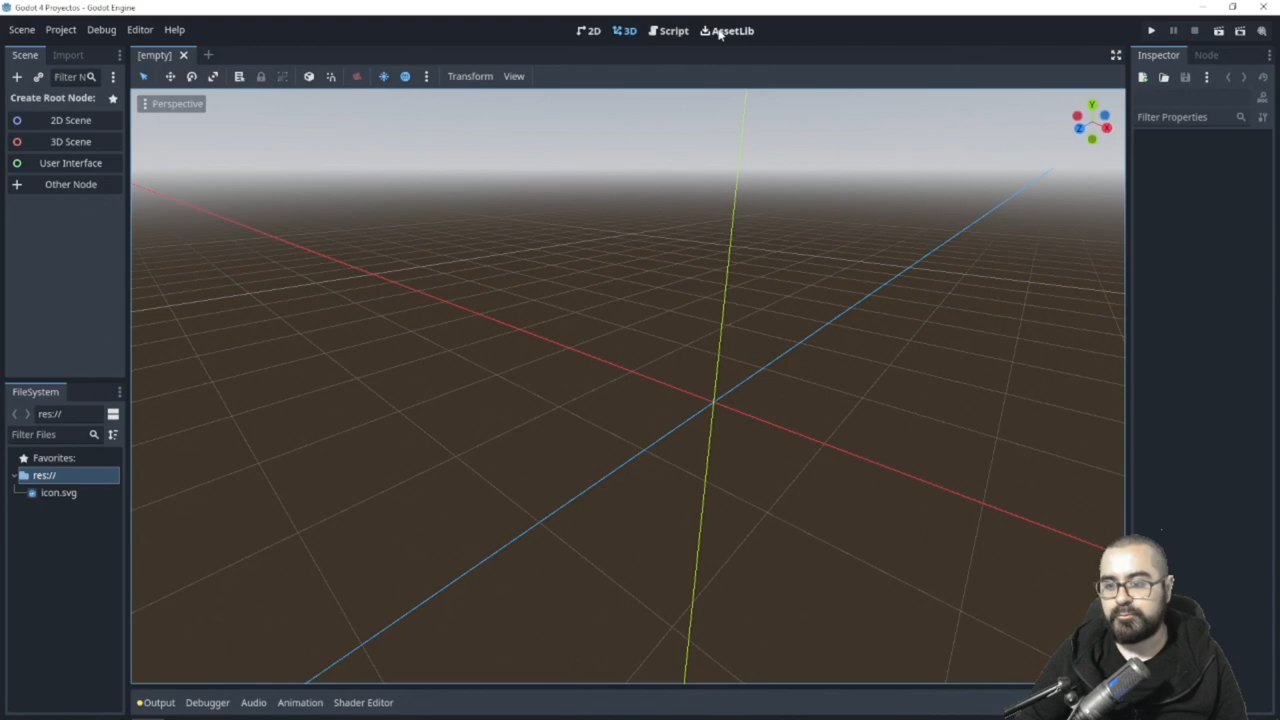 Godot 4 Proyectos - Godot Engine
Scene Project Debug Editor Help
2D 3D Script AssetLib
Scene Import
[empty]
Inspector Node
Filter N
Transform View
Create Root Node:
Perspective
Y
X
Z
Filter Properties
2D Scene
3D Scene
User Interface
Other Node
FileSystem
res://
Filter Files
Favorites:
res://
icon.svg
Output Debugger Audio Animation Shader Editor